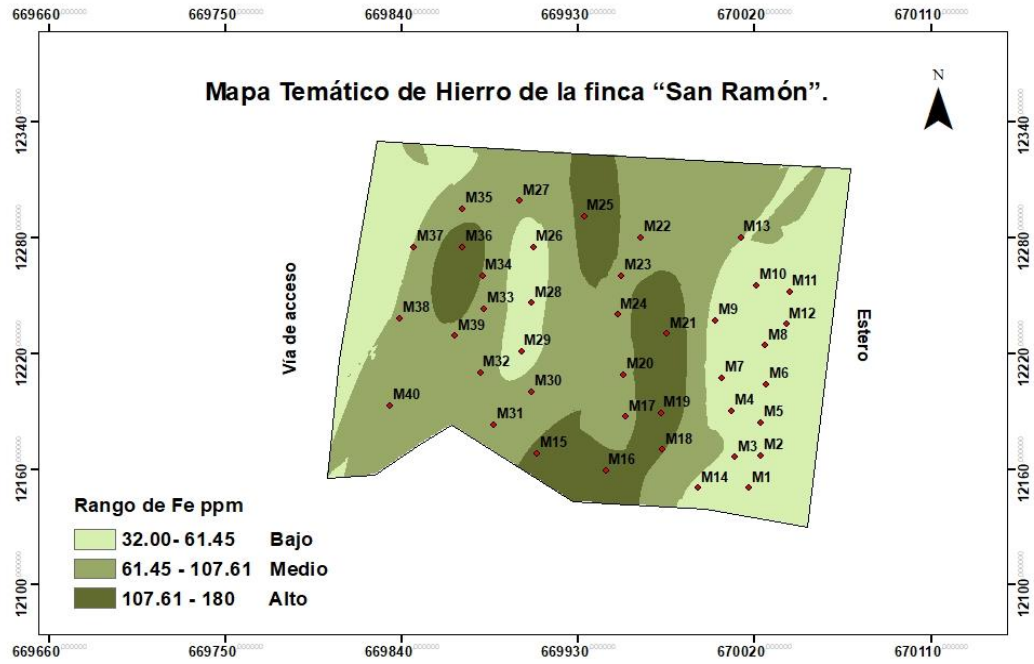 669660 669750 669840 669930 670020 670110
Mapa Temático de Hierro de la finca “San Ramón”.
N
12340 12340
M35 M27 M25
M37 M36 M26 M22 M13
12280 12280
M34 M23 M10 M11
M33 M28 M24 M9 M12
M38 M39 M21 M8
Vía de acceso
Estero
M29
12220 12220
M32 M20 M7 M6
M40 M30 M17 M19 M4 M5
M31
M15 M16 M18 M3 M2
12160 12160
M14 M1
Rango de Fe ppm
32.00- 61.45 Bajo
61.45 - 107.61 Medio
107.61 - 180 Alto
12100 12100
669660 669750 669840 669930 670020 670110